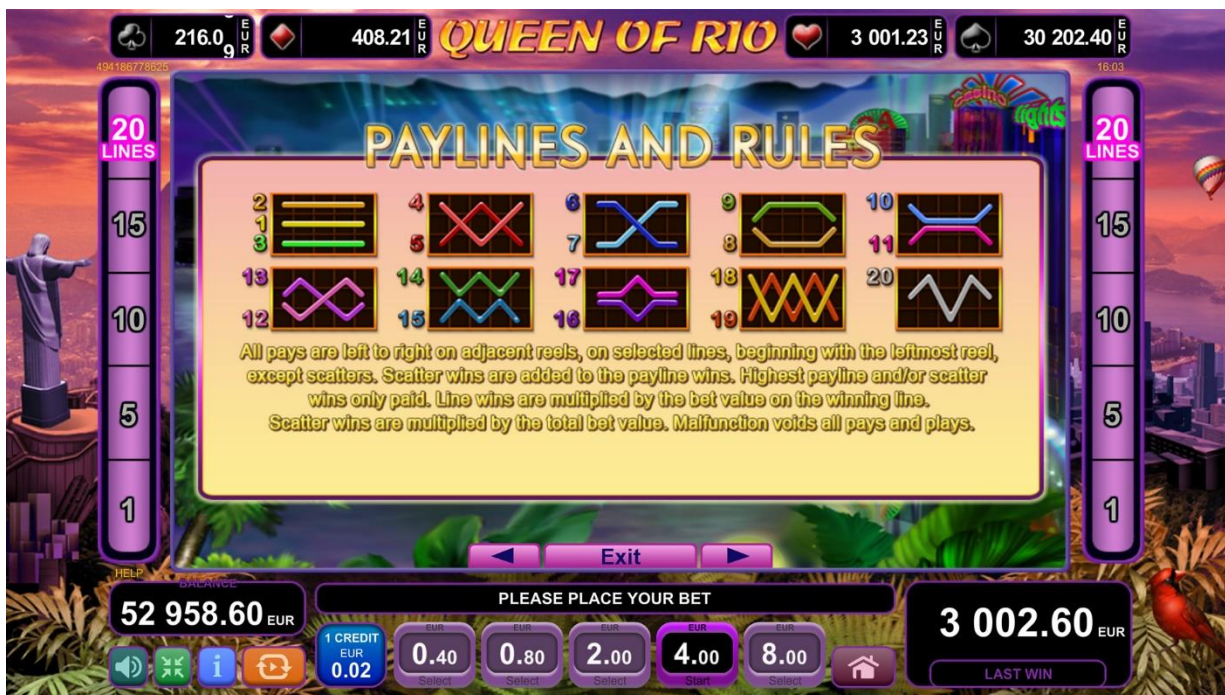 216.09 EUR
408.21 EUR
QUEEN OF RIO
3 001.23 EUR
30 202.40 EUR
494186778625
16:03
casino lights
PAYLINES AND RULES
20 LINES
15
10
5
1
20 LINES
15
10
5
1
2 4 6 9 10
1
3 5 7 8 11
13 14 17 18 20
12 15 16 19
All pays are left to right on adjacent reels, on selected lines, beginning with the leftmost reel,
except scatters. Scatter wins are added to the payline wins. Highest payline and/or scatter
wins only paid. Line wins are multiplied by the bet value on the winning line.
Scatter wins are multiplied by the total bet value. Malfunction voids all pays and plays.
Exit
HELP
BALANCE
52 958.60 EUR
PLEASE PLACE YOUR BET
3 002.60 EUR
LAST WIN
i
1 CREDIT
EUR
0.02
EUR
0.40
Select
EUR
0.80
Select
EUR
2.00
Select
EUR
4.00
Start
EUR
8.00
Select